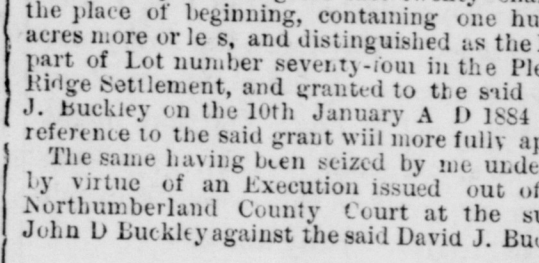 the place of beginning, containing one hu
acres more or le s, and distinguished as the
part of Lot number seventy-four in the Ple
Ridge Settlement, and granted to the said
J. Buckley on the 10th January A D 1884
reference to the said grant will more fully ap
The same having been seized by me unde
by virtue of an Execution issued out of
Northumberland County Court at the su
John D Buckley against the said David J. Buc